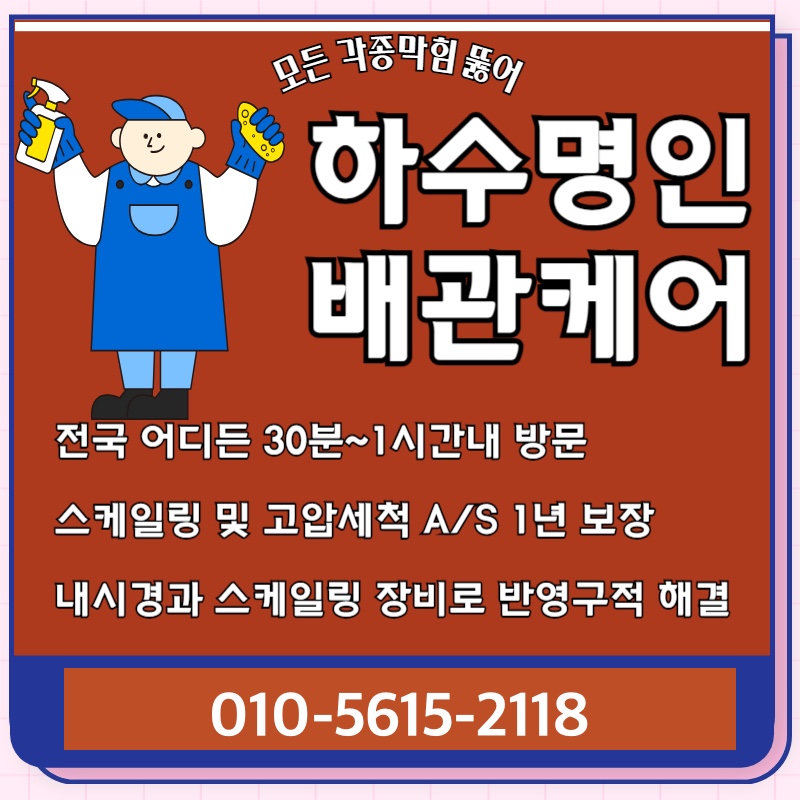 모든 각종막힘 뚫어
하수명인
배관케어
전국 어디든 30분~1시간내 방문
스케일링 및 고압세척 A/S 1년 보장
내시경과 스케일링 장비로 반영구적 해결
010-5615-2118